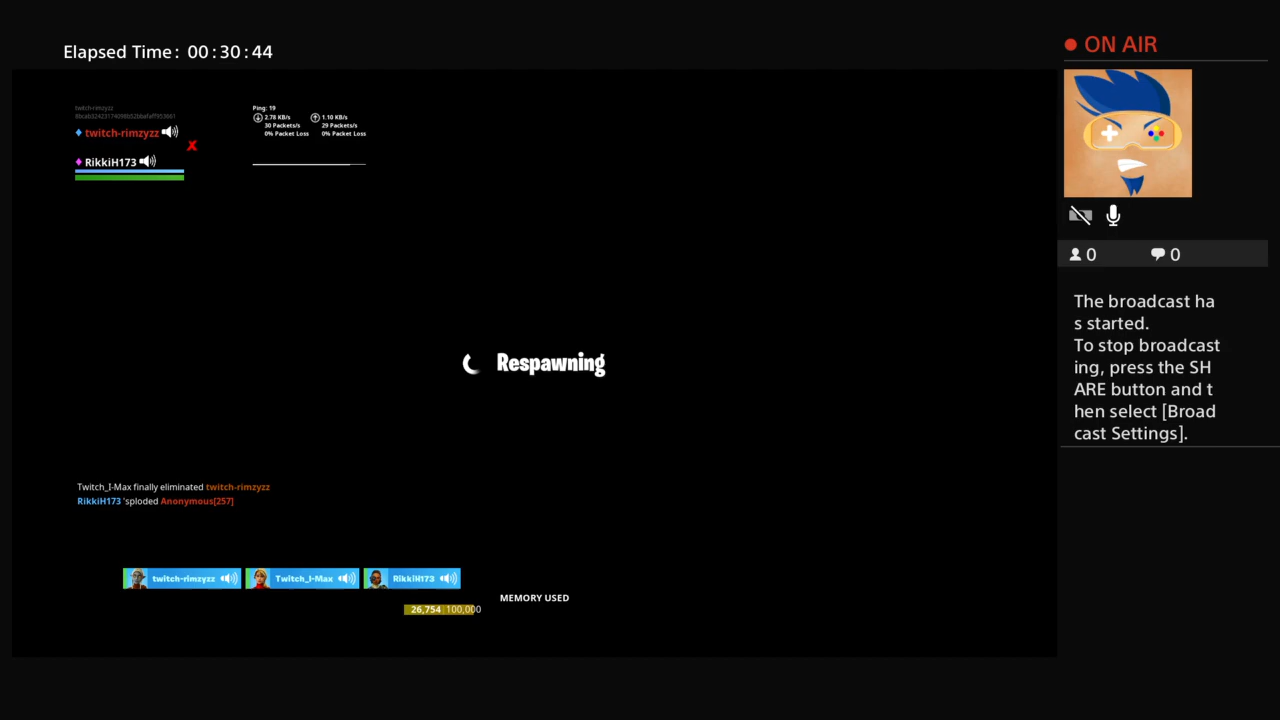 Elapsed Time: 00:30:44
ON AIR
twitch-rimzyzz
twitch-rimzyzz
X
RikkiH173
Ping: 19
2.78 KB/s 1.10 KB/s
30 Packets/s 29 Packets/s
0% Packet Loss 0% Packet Loss
0 0
The broadcast ha
s started.
To stop broadcast
ing, press the SH
ARE button and t
hen select [Broad
cast Settings].
Respawning
Twitch_I-Max finally eliminated twitch-rimzyzz
RikkiH173 'sploded Anonymous[257]
twitch-rimzyzz Twitch_I-Max RikkiH173
MEMORY USED
26,754 100,000